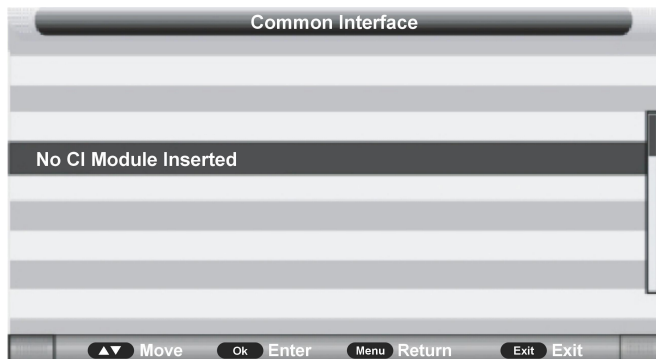 Common Interface
No CI Module Inserted
▲▼ Move Ok Enter Menu Return Exit Exit